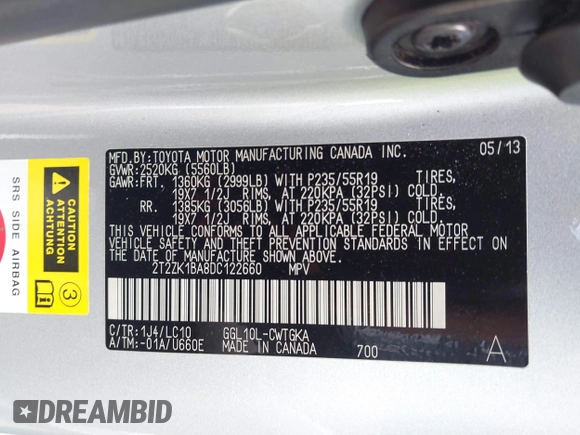 MFD.BY:TOYOTA MOTOR MANUFACTURING CANADA INC. 05/13
GVWR:2520KG (5560LB)
GAWR:FRT. 1360KG (2999LB) WITH P235/55R19 TIRES,
19X7 1/2J RIMS, AT 220KPA (32PSI) COLD.
RR. 1385KG (3056LB) WITH P235/55R19 TIRES,
19X7 1/2J RIMS, AT 220KPA (32PSI) COLD.
THIS VEHICLE CONFORMS TO ALL APPLICABLE FEDERAL MOTOR
VEHICLE SAFETY AND THEFT PREVENTION STANDARDS IN EFFECT ON
THE DATE OF MANUFACTURE SHOWN ABOVE.
2T2ZK1BA8DC122660 MPV
C/TR:1J4/LC10 GGL10L-CWTGKA
A/TM:-01A/U660E MADE IN CANADA 700 A
SRS SIDE AIRBAG
3
DREAMBID